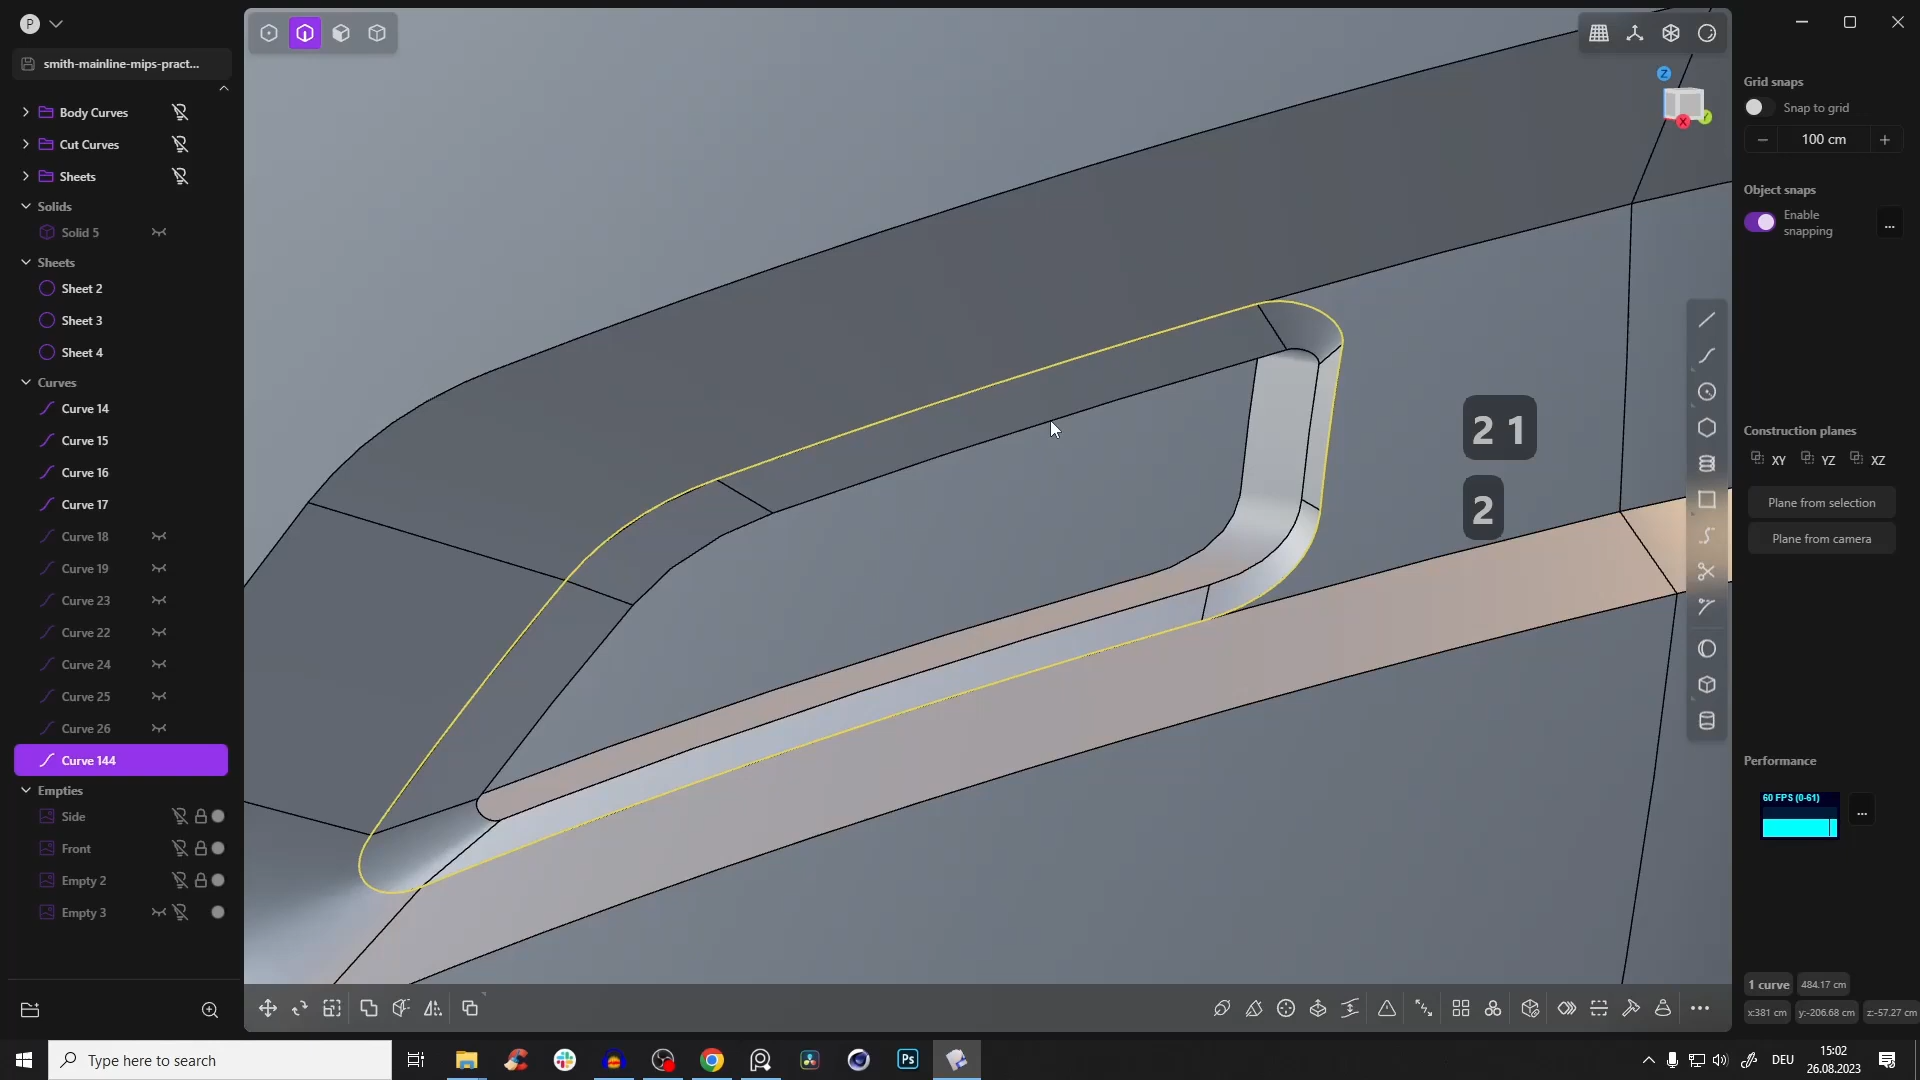 P
smith-mainline-mips-pract...
Body Curves
Cut Curves
Sheets
Solids
Solid 5
Sheets
Sheet 2
Sheet 3
Sheet 4
Curves
Curve 14
Curve 15
Curve 16
Curve 17
Curve 18
Curve 19
Curve 23
Curve 22
Curve 24
Curve 25
Curve 26
Curve 144
Empties
Side
Front
Empty 2
Empty 3
Z
X
Y
2 1
2
Grid snaps
Snap to grid
100 cm
Object snaps
Enable
snapping
...
Construction planes
XY YZ XZ
Plane from selection
Plane from camera
Performance
60 FPS (0-61)
...
1 curve 484.17 cm
x:381 cm y:-206.68 cm z:-57.27 cm
Type here to search
Ps
DEU
15:02
26.08.2023